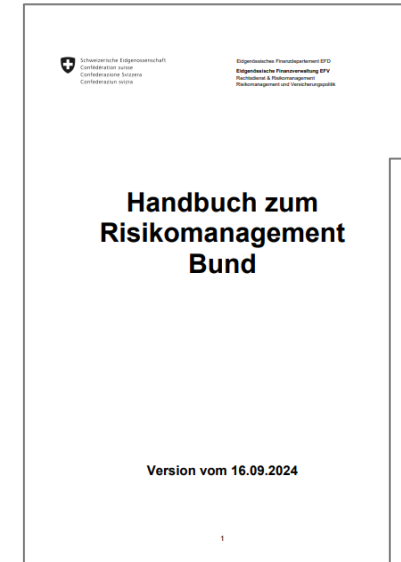 Schweizerische Eidgenossenschaft
Confédération suisse
Confederazione Svizzera
Confederaziun svizra
Eidgenössisches Finanzdepartement EFD
Eidgenössische Finanzverwaltung EFV
Rechtsdienst & Risikomanagement
Risikomanagement und Versicherungspolitik
Handbuch zum
Risikomanagement
Bund
Version vom 16.09.2024
1